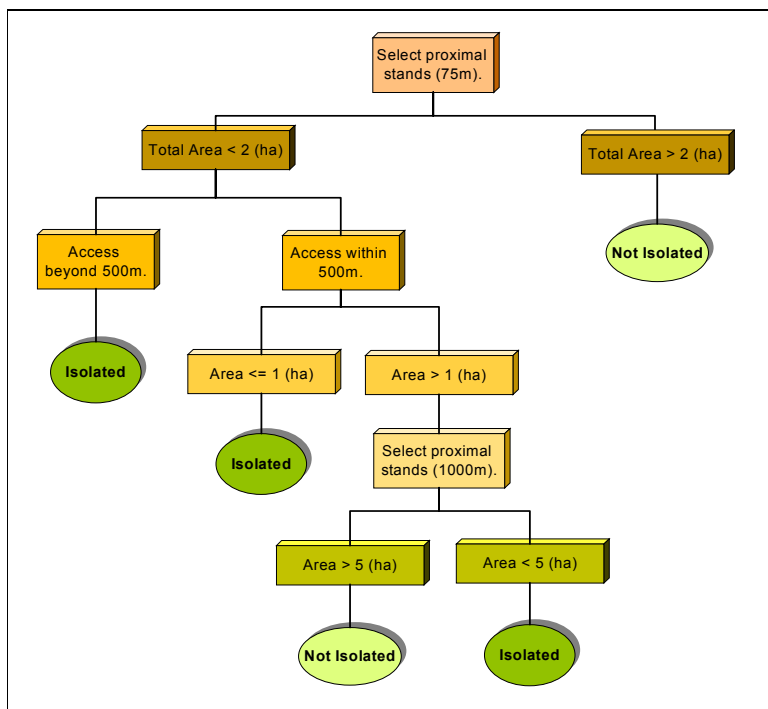 Select proximal
stands (75m).
Total Area < 2 (ha)
Total Area > 2 (ha)
Access
beyond 500m.
Access within
500m.
Not Isolated
Isolated
Area <= 1 (ha)
Area > 1 (ha)
Isolated
Select proximal
stands (1000m).
Area > 5 (ha)
Area < 5 (ha)
Not Isolated
Isolated